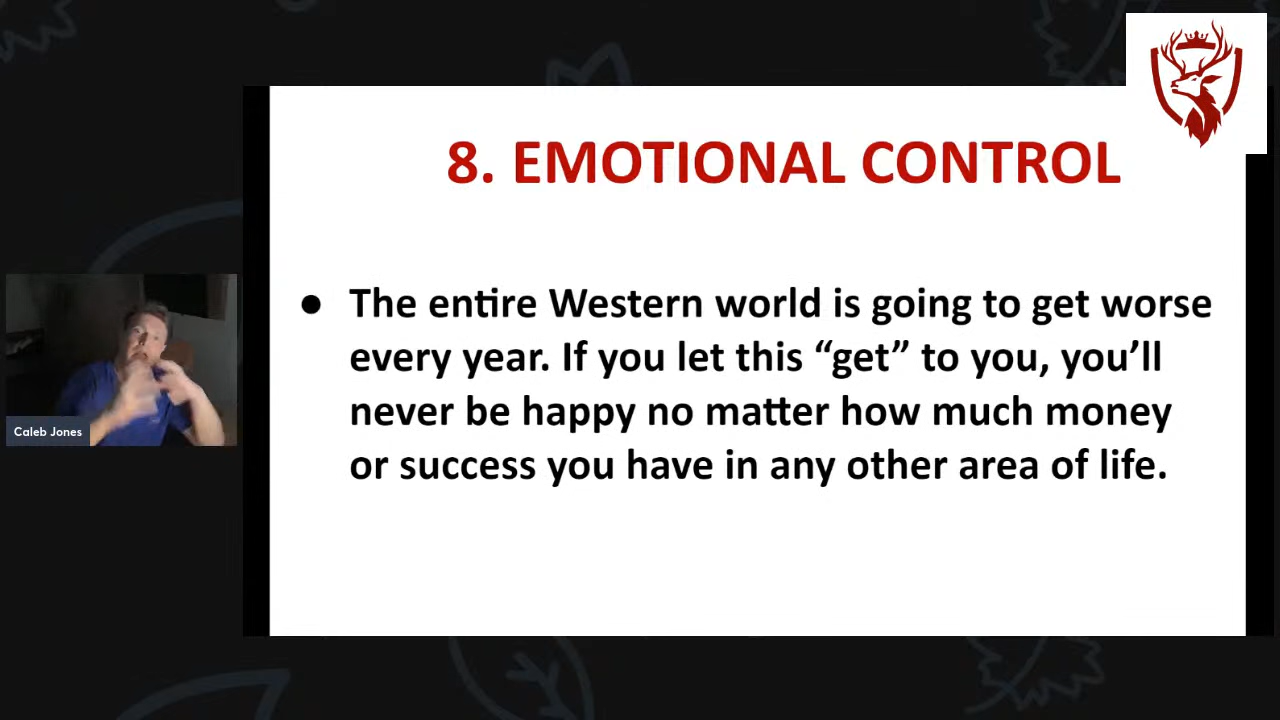 8. EMOTIONAL CONTROL
● The entire Western world is going to get worse
every year. If you let this “get” to you, you’ll
never be happy no matter how much money
or success you have in any other area of life.
Caleb Jones